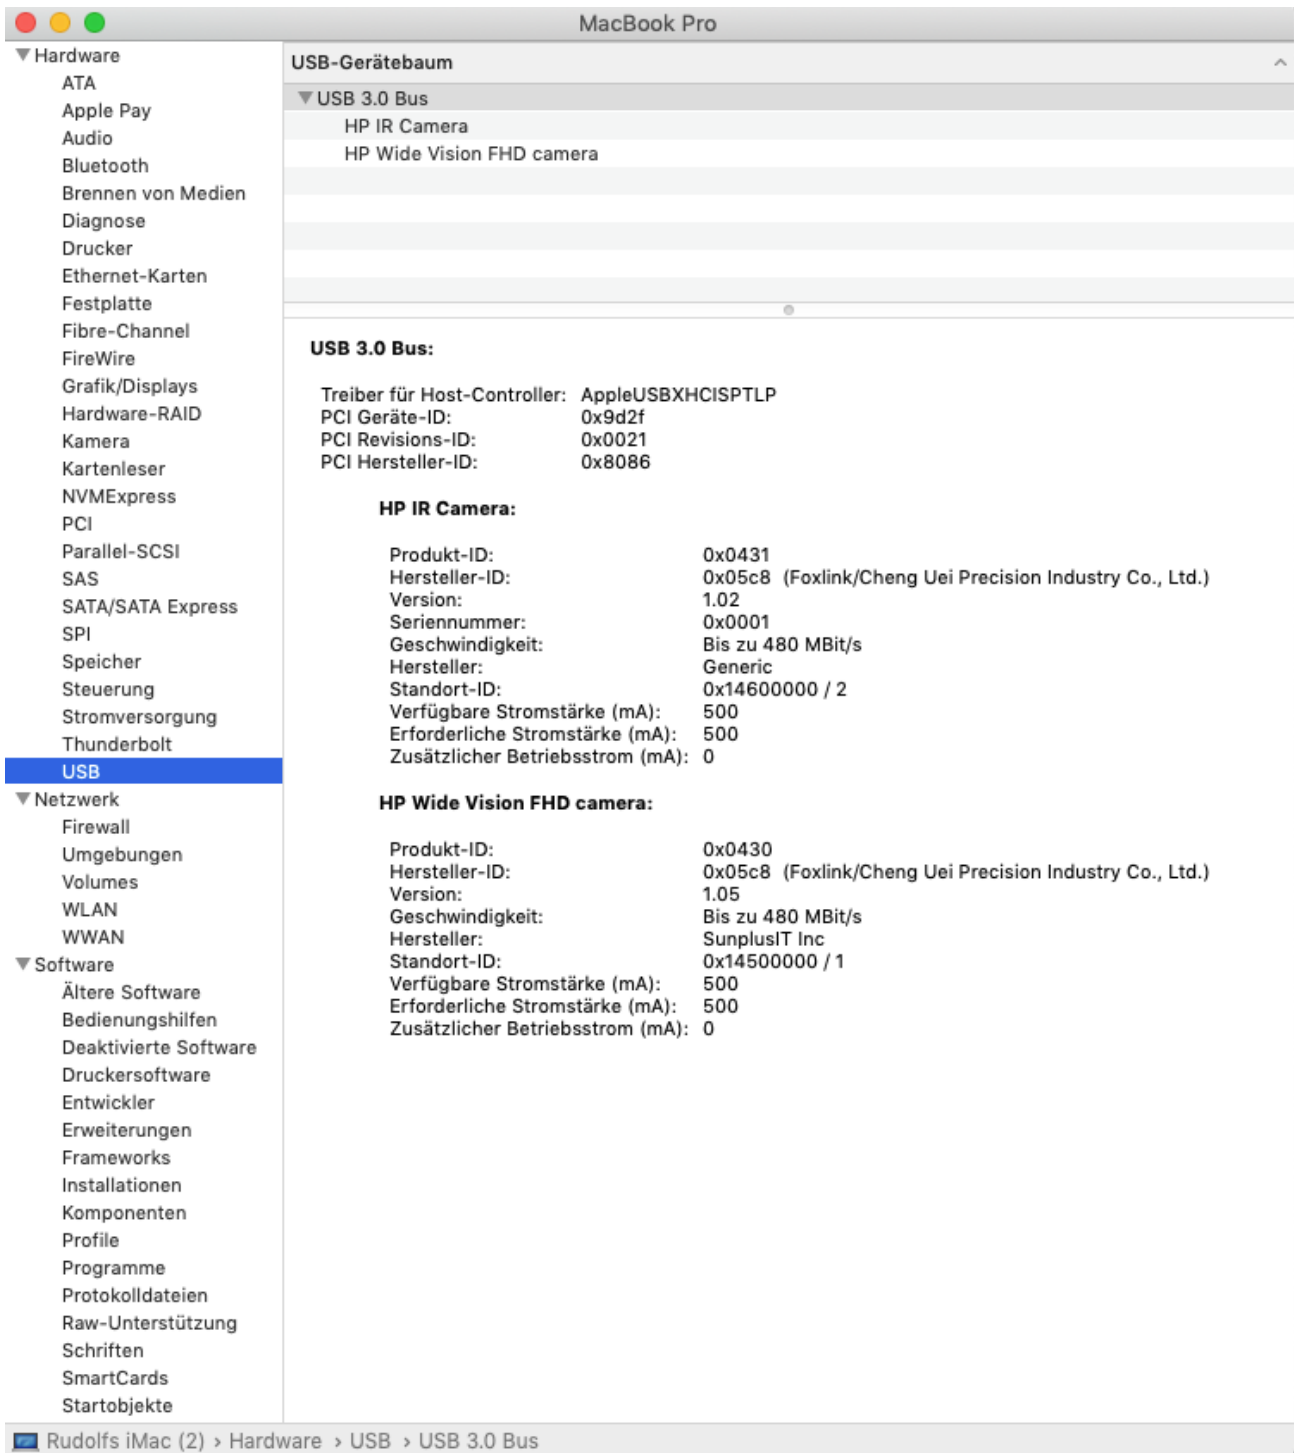 MacBook Pro
Hardware
ATA
Apple Pay
Audio
Bluetooth
Brennen von Medien
Diagnose
Drucker
Ethernet-Karten
Festplatte
Fibre-Channel
FireWire
Grafik/Displays
Hardware-RAID
Kamera
Kartenleser
NVMExpress
PCI
Parallel-SCSI
SAS
SATA/SATA Express
SPI
Speicher
Steuerung
Stromversorgung
Thunderbolt
USB
Netzwerk
Firewall
Umgebungen
Volumes
WLAN
WWAN
Software
Ältere Software
Bedienungshilfen
Deaktivierte Software
Druckersoftware
Entwickler
Erweiterungen
Frameworks
Installationen
Komponenten
Profile
Programme
Protokolldateien
Raw-Unterstützung
Schriften
SmartCards
Startobjekte
USB-Gerätebaum
USB 3.0 Bus
HP IR Camera
HP Wide Vision FHD camera
USB 3.0 Bus:
Treiber für Host-Controller: AppleUSBXHCISPTLP
PCI Geräte-ID: 0x9d2f
PCI Revisions-ID: 0x0021
PCI Hersteller-ID: 0x8086
HP IR Camera:
Produkt-ID: 0x0431
Hersteller-ID: 0x05c8 (Foxlink/Cheng Uei Precision Industry Co., Ltd.)
Version: 1.02
Seriennummer: 0x0001
Geschwindigkeit: Bis zu 480 MBit/s
Hersteller: Generic
Standort-ID: 0x14600000 / 2
Verfügbare Stromstärke (mA): 500
Erforderliche Stromstärke (mA): 500
Zusätzlicher Betriebsstrom (mA): 0
HP Wide Vision FHD camera:
Produkt-ID: 0x0430
Hersteller-ID: 0x05c8 (Foxlink/Cheng Uei Precision Industry Co., Ltd.)
Version: 1.05
Geschwindigkeit: Bis zu 480 MBit/s
Hersteller: SunplusIT Inc
Standort-ID: 0x14500000 / 1
Verfügbare Stromstärke (mA): 500
Erforderliche Stromstärke (mA): 500
Zusätzlicher Betriebsstrom (mA): 0
Rudolfs iMac (2) › Hardware › USB › USB 3.0 Bus